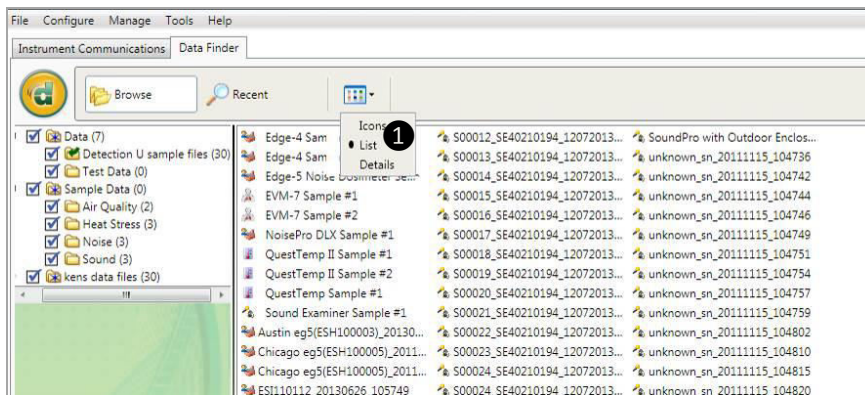 File Configure Manage Tools Help
Instrument Communications Data Finder
Browse Recent
Icons
List
Details
1
Data (7)
Detection U sample files (30)
Test Data (0)
Sample Data (0)
Air Quality (2)
Heat Stress (3)
Noise (3)
Sound (3)
kens data files (30)
Edge-4 Sam
Edge-4 Sam
Edge-5 Noise Dosimeter Se...
EVM-7 Sample #1
EVM-7 Sample #2
NoisePro DLX Sample #1
QuestTemp II Sample #1
QuestTemp II Sample #2
QuestTemp Sample #1
Sound Examiner Sample #1
Austin eg5(ESH100003)_20130...
Chicago eg5(ESH100005)_2011...
Chicago eg5(ESH100005)_2011...
ESI110112_20130626_105749
S00012_SE40210194_12072013...
S00013_SE40210194_12072013...
S00014_SE40210194_12072013...
S00015_SE40210194_12072013...
S00016_SE40210194_12072013...
S00017_SE40210194_12072013...
S00018_SE40210194_12072013...
S00019_SE40210194_12072013...
S00020_SE40210194_12072013...
S00021_SE40210194_12072013...
S00022_SE40210194_12072013...
S00023_SE40210194_12072013...
S00024_SE40210194_12072013...
S00024_SE40210194_12072013...
SoundPro with Outdoor Enclos...
unknown_sn_20111115_104736
unknown_sn_20111115_104742
unknown_sn_20111115_104744
unknown_sn_20111115_104746
unknown_sn_20111115_104749
unknown_sn_20111115_104751
unknown_sn_20111115_104754
unknown_sn_20111115_104757
unknown_sn_20111115_104759
unknown_sn_20111115_104802
unknown_sn_20111115_104810
unknown_sn_20111115_104815
unknown_sn_20111115_104820